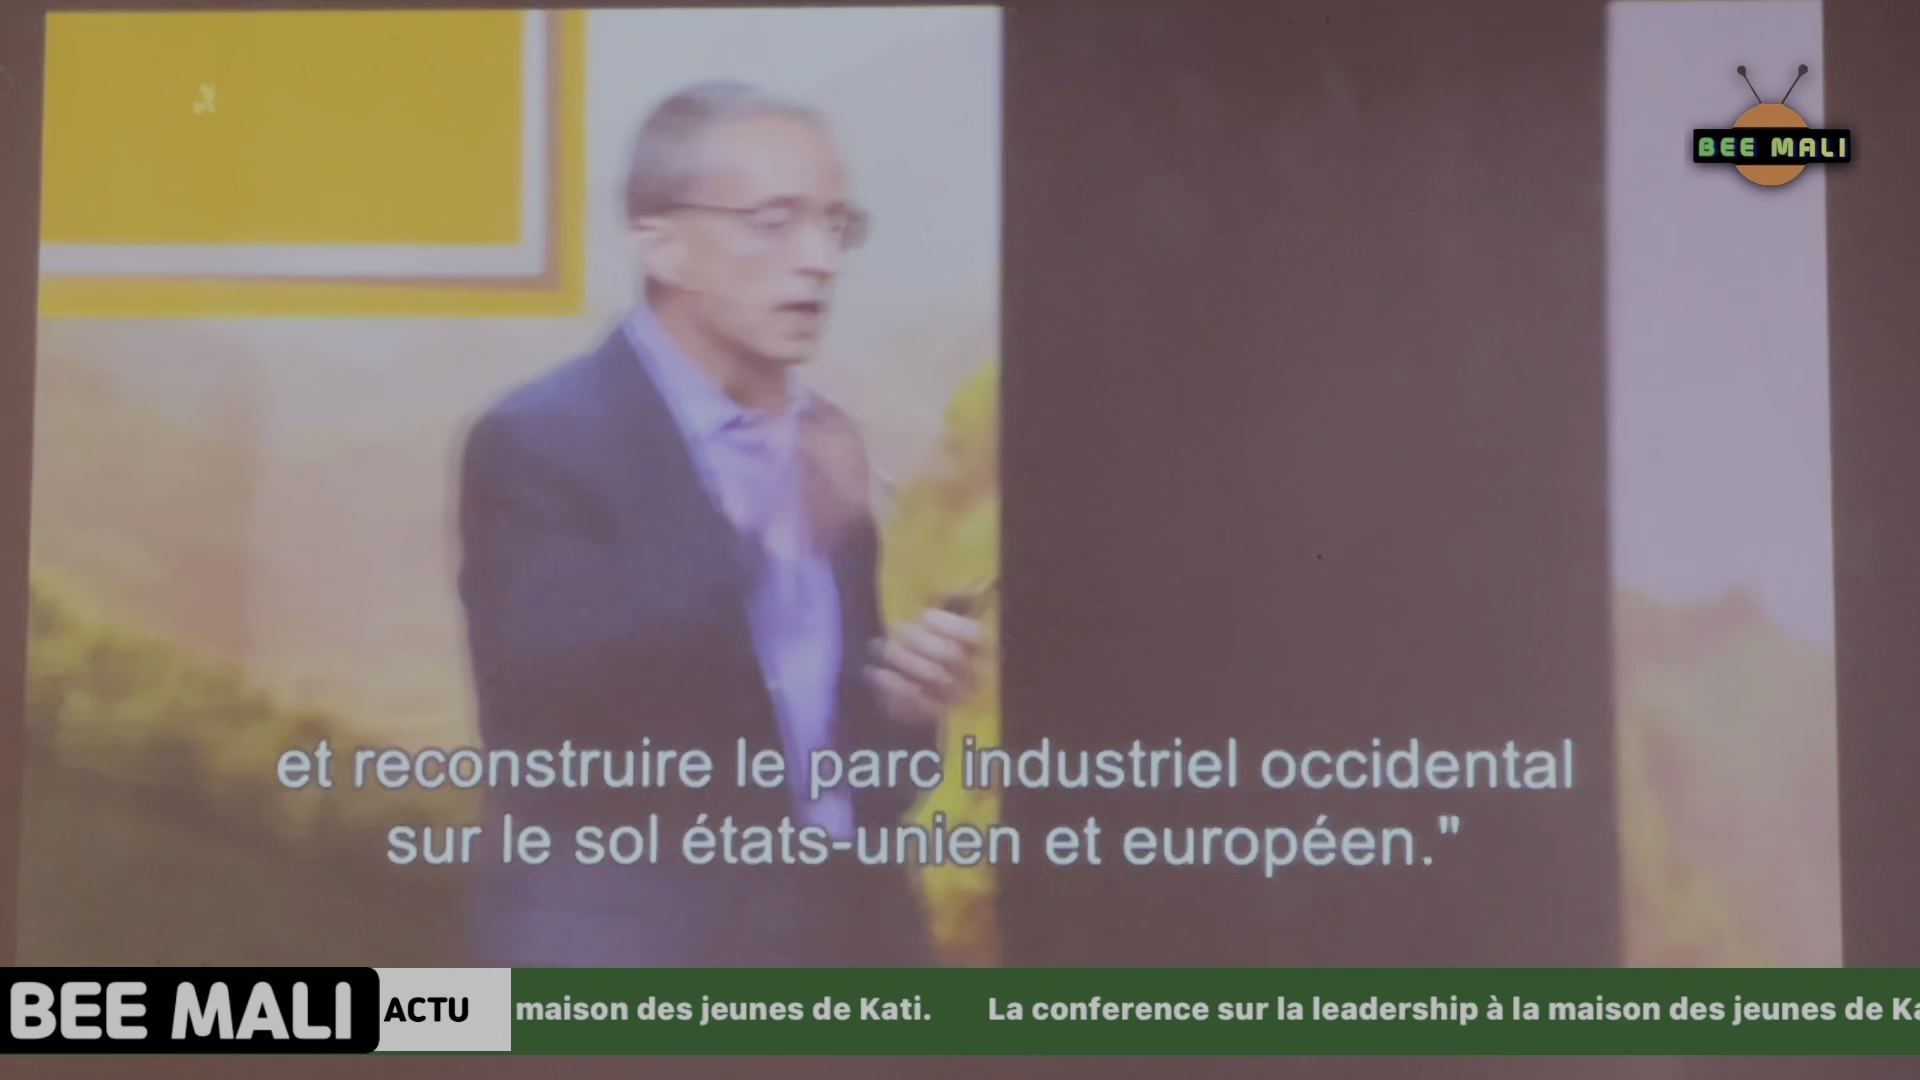 BEE MALI
et reconstruire le parc industriel occidental
sur le sol états-unien et européen."
BEE MALI
ACTU
maison des jeunes de Kati. La conference sur la leadership à la maison des jeunes de Ka